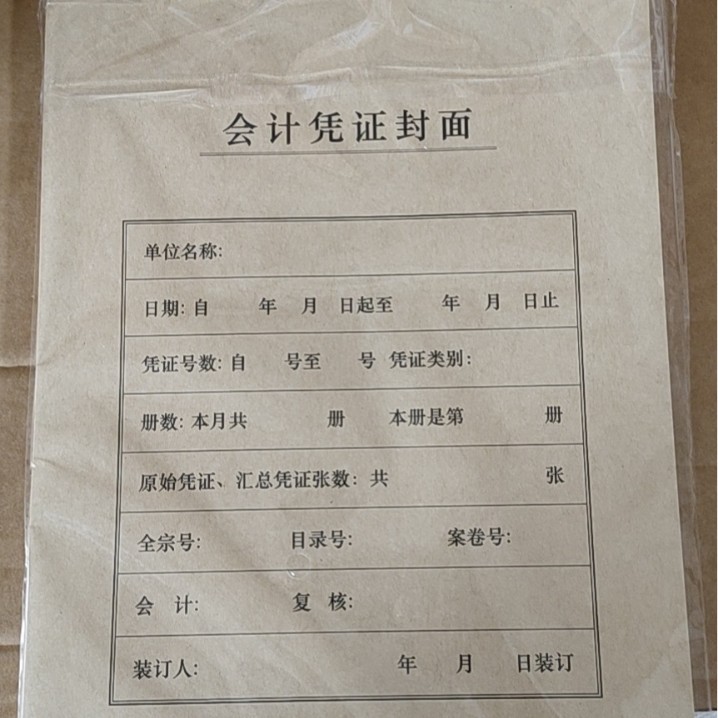 会计凭证封面
单位名称:
日期: 自 年 月 日起至 年 月 日止
凭证号数: 自 号至 号 凭证类别:
册数: 本月共 册 本册是第 册
原始凭证、汇总凭证张数: 共 张
全宗号: 目录号: 案卷号:
会 计: 复 核:
装订人: 年 月 日装订